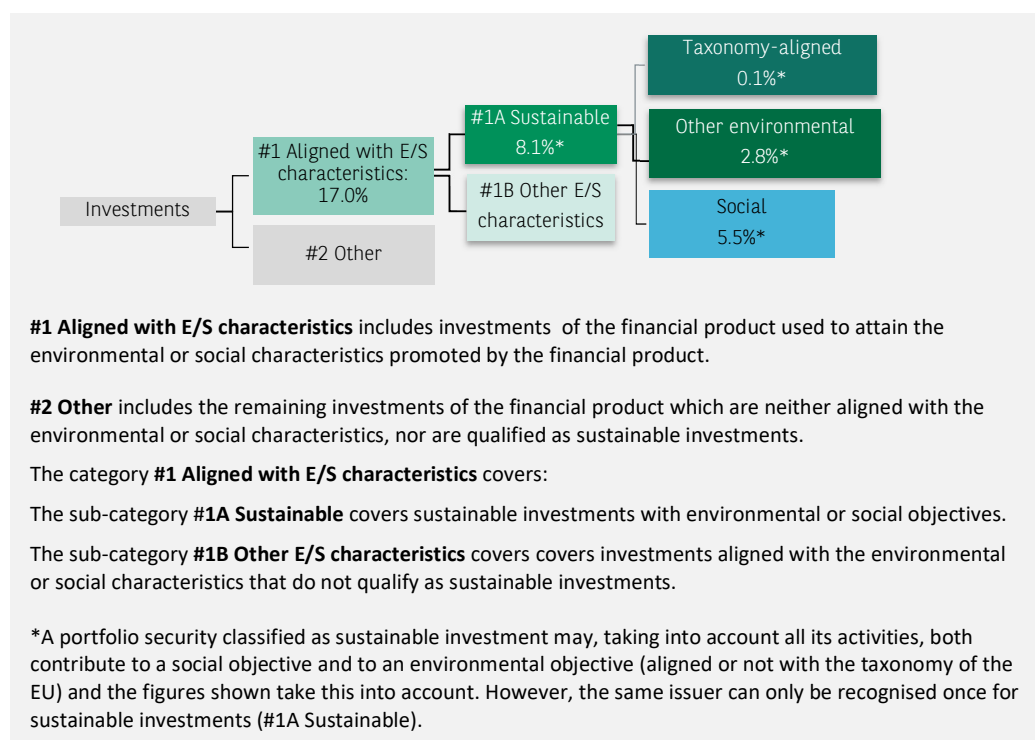 Taxonomy-aligned
0.1%*
#1A Sustainable
8.1%*
Other environmental
2.8%*
#1 Aligned with E/S
characteristics:
17.0%
#1B Other E/S
characteristics
Investments
Social
5.5%*
#2 Other
#1 Aligned with E/S characteristics includes investments of the financial product used to attain the
environmental or social characteristics promoted by the financial product.
#2 Other includes the remaining investments of the financial product which are neither aligned with the
environmental or social characteristics, nor are qualified as sustainable investments.
The category #1 Aligned with E/S characteristics covers:
The sub-category #1A Sustainable covers sustainable investments with environmental or social objectives.
The sub-category #1B Other E/S characteristics covers covers investments aligned with the environmental
or social characteristics that do not qualify as sustainable investments.
*A portfolio security classified as sustainable investment may, taking into account all its activities, both
contribute to a social objective and to an environmental objective (aligned or not with the taxonomy of the
EU) and the figures shown take this into account. However, the same issuer can only be recognised once for
sustainable investments (#1A Sustainable).